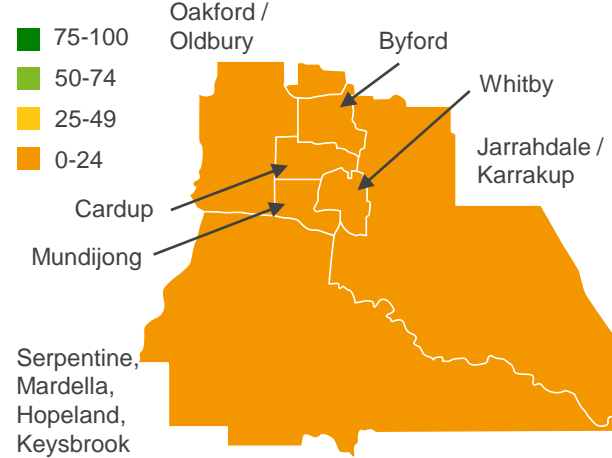 75-100
50-74
25-49
0-24
Oakford /
Oldbury
Byford
Whitby
Jarrahdale /
Karrakup
Cardup
Mundijong
Serpentine,
Mardella,
Hopeland,
Keysbrook